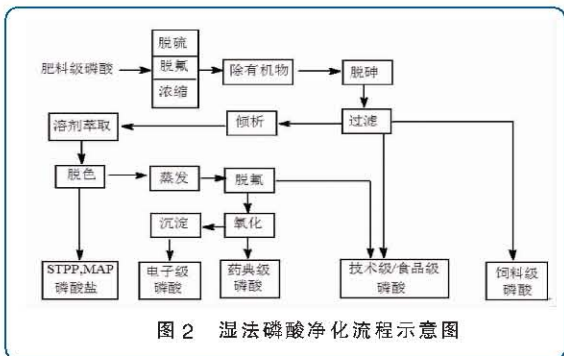 脱硫
肥料级磷酸
脱氟
浓缩
除有机物
脱砷
溶剂萃取
倾析
过滤
脱色
蒸发
脱氟
沉淀
氧化
STPP,MAP
磷酸盐
电子级
磷酸
药典级
磷酸
技术级/食品级
磷酸
饲料级
磷酸
图2 湿法磷酸净化流程示意图